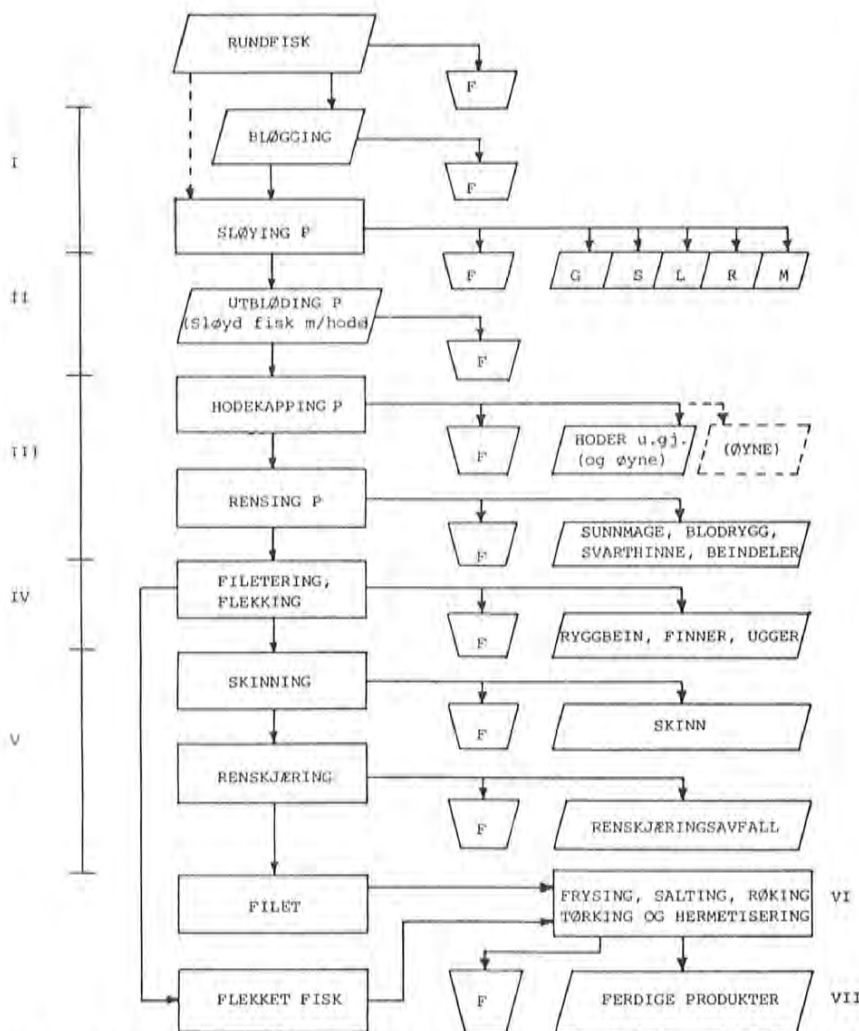 RUNDFISK
F
I
BLØGGING
F
SLØYING P
F
G S L R M
II
UTBLØDING P
(Sløyd fisk m/hode
F
HODEKAPPING P
F
HODER u.gj.
(og øyne)
(ØYNE)
III
RENSING P
F
SUNNMAGE, BLODRYGG,
SVARTHINNE, BEINDELER
IV
FILETERING,
FLEKKING
F
RYGGBEIN, FINNER, UGGER
SKINNING
F
SKINN
V
RENSKJÆRING
F
RENSKJÆRINGSAVFALL
FILET
FRYSING, SALTING, RØKING
TØRKING OG HERMETISERING
VI
FLEKKET FISK
F
FERDIGE PRODUKTER
VII